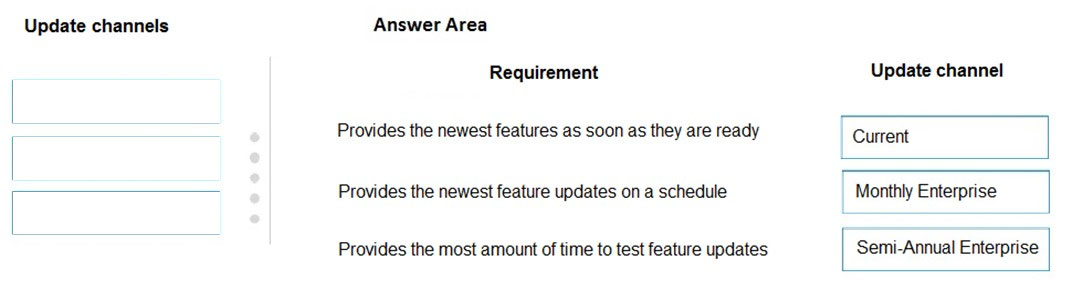 Update channels
Answer Area
Requirement
Update channel
Provides the newest features as soon as they are ready
Current
Provides the newest feature updates on a schedule
Monthly Enterprise
Provides the most amount of time to test feature updates
Semi-Annual Enterprise